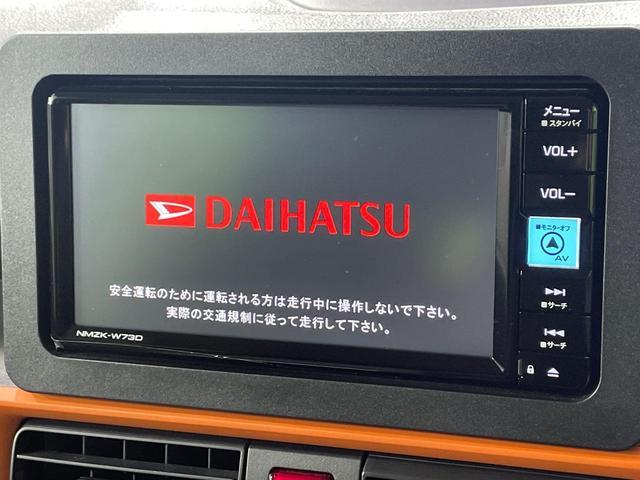 DAIHATSU
安全運転のために運転される方は走行中に操作しないで下さい。
実際の交通規制に従って走行して下さい。
NMZK-W73D
メニュー
スタンバイ
VOL+
VOL-
モニターオフ
AV
サーチ
サーチ